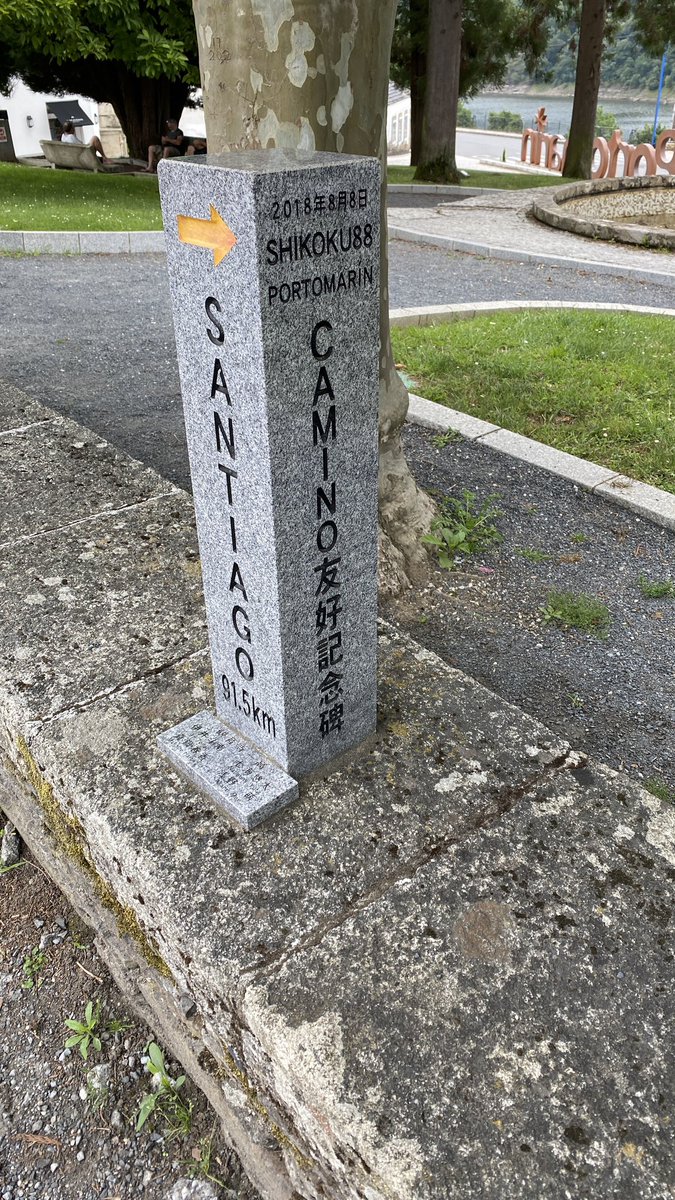 SANTIAGO
91.5km
2018年8月8日
SHIKOKU88
PORTOMARIN
CAMINO友好記念碑